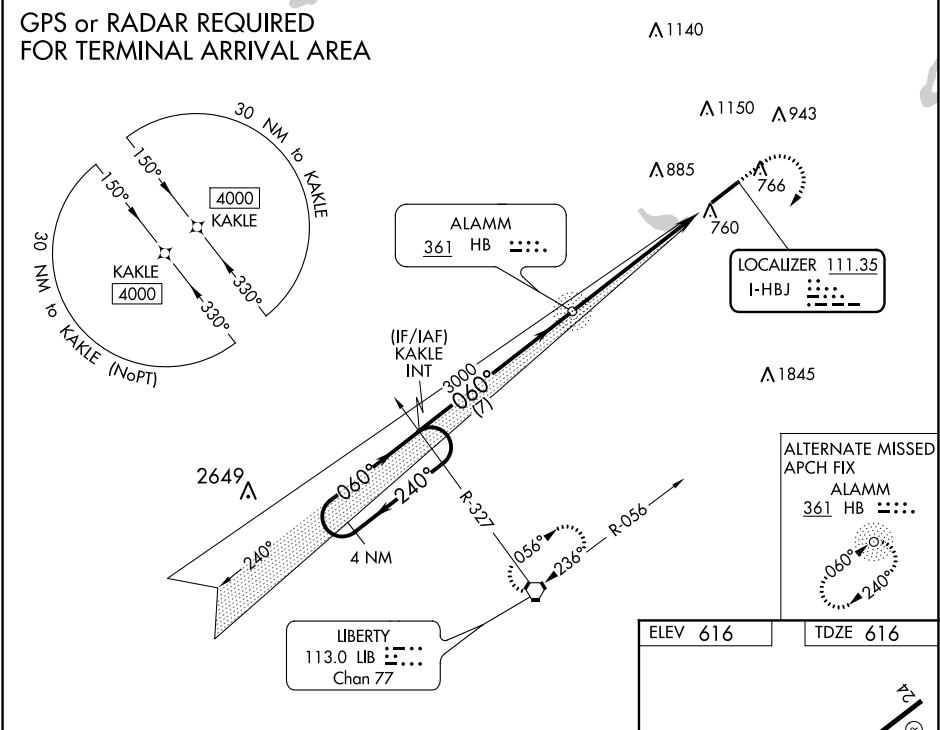 GPS or RADAR REQUIRED
FOR TERMINAL ARRIVAL AREA
1140
1150
943
885
766
760
30 NM to KAKLE
150°
4000
KAKLE
330°
150°
KAKLE
4000
330°
30 NM to KAKLE (NoPT)
ALAMM
361 HB
LOCALIZER 111.35
I-HBJ
(IF/IAF)
KAKLE
INT
3000
060°
(7)
1845
2649
060°
240°
240°
4 NM
R-327
R-056
056°
236°
LIBERTY
113.0 LIB
Chan 77
ALTERNATE MISSED
APCH FIX
ALAMM
361 HB
060°
240°
ELEV 616
TDZE 616
24